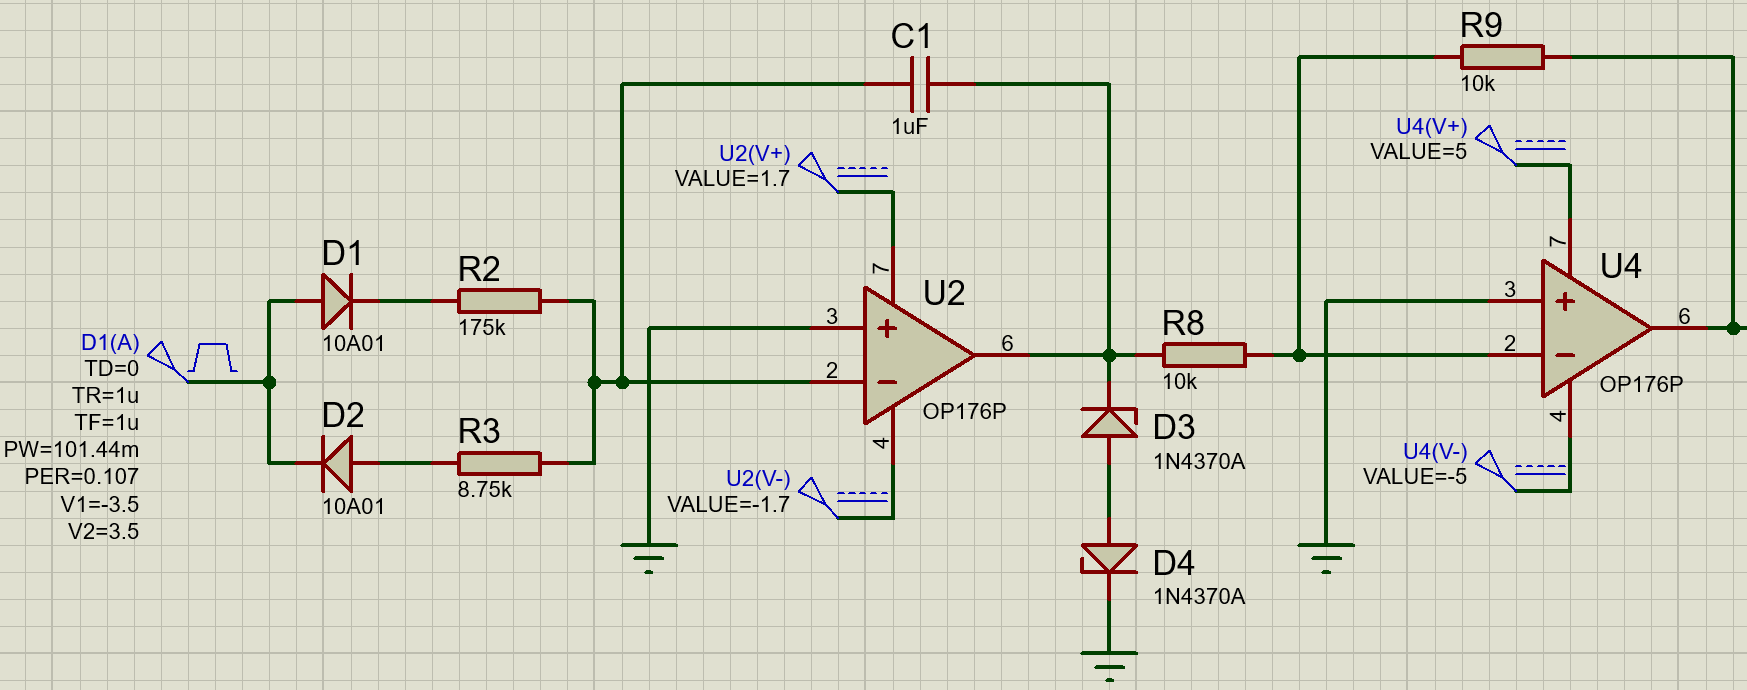 R9
10k
C1
1uF
U4(V+)
VALUE=5
U2(V+)
VALUE=1.7
7
U4
3
6
2
OP176P
4
U4(V-)
VALUE=-5
D1
10A01
R2
175k
7
U2
3
6
2
OP176P
4
U2(V-)
VALUE=-1.7
R8
10k
D1(A)
TD=0
TR=1u
TF=1u
PW=101.44m
PER=0.107
V1=-3.5
V2=3.5
D2
10A01
R3
8.75k
D3
1N4370A
D4
1N4370A